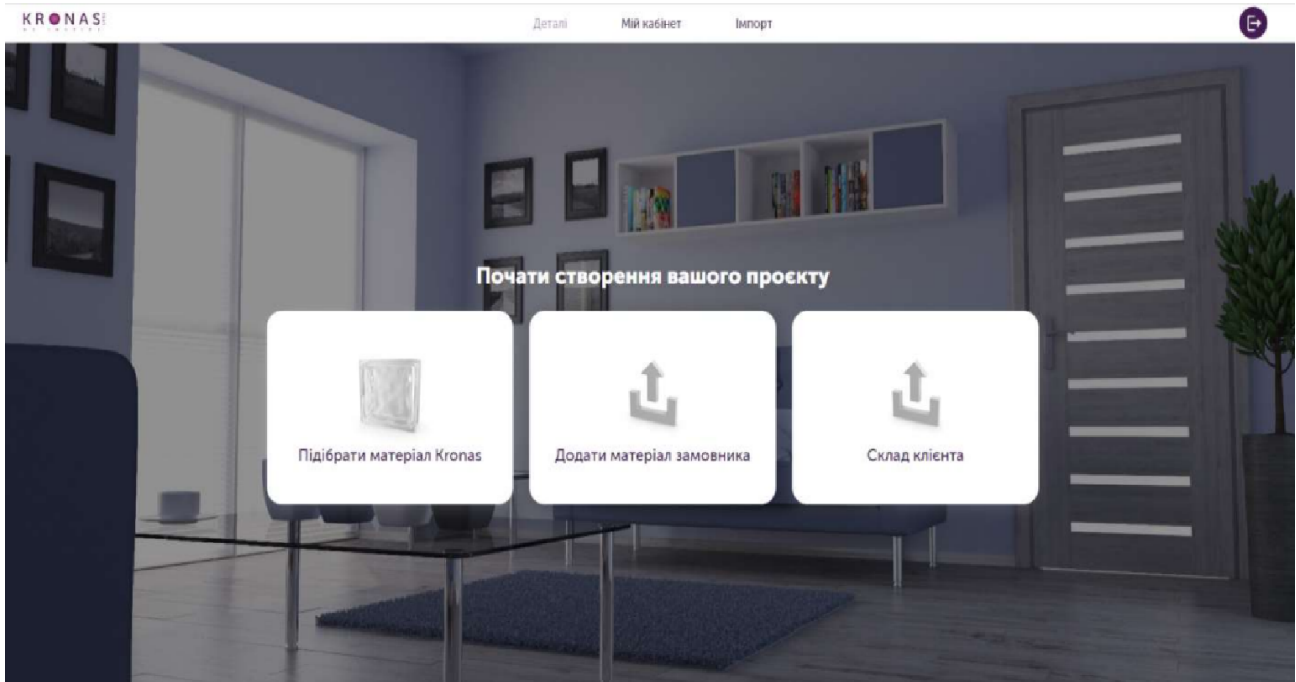 KRONAS
Деталі
Мій кабінет
Імпорт
Почати створення вашого проєкту
Підібрати матеріал Kronas
Додати матеріал замовника
Склад клієнта